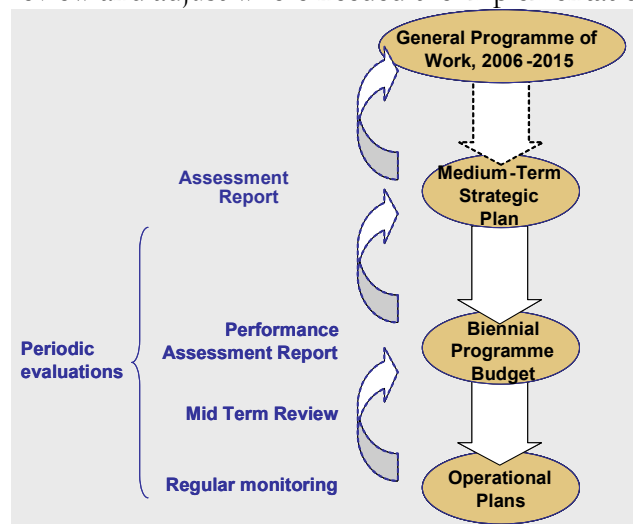 General Programme of
Work, 2006-2015
Assessment
Report
Medium-Term
Strategic
Plan
Periodic
evaluations
Performance
Assessment Report
Biennial
Programme
Budget
Mid Term Review
Regular monitoring
Operational
Plans